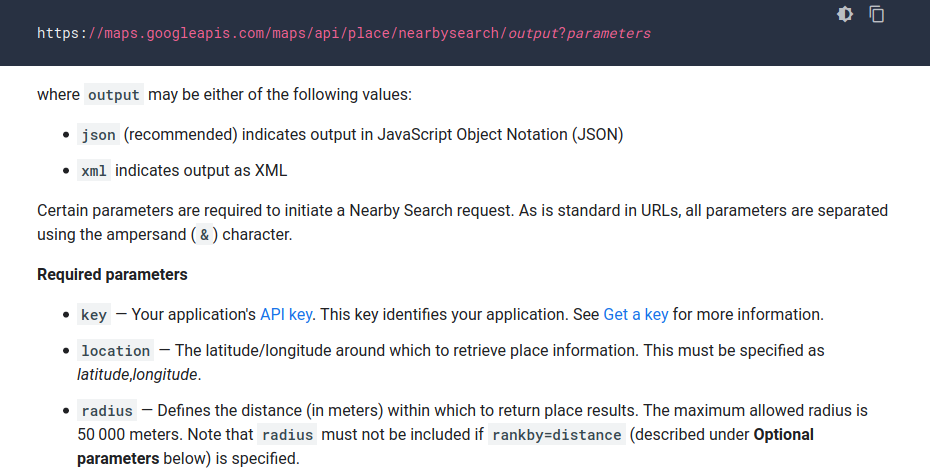 https://maps.googleapis.com/maps/api/place/nearbysearch/output?parameters
where output may be either of the following values:
• json (recommended) indicates output in JavaScript Object Notation (JSON)
• xml indicates output as XML
Certain parameters are required to initiate a Nearby Search request. As is standard in URLs, all parameters are separated
using the ampersand ( & ) character.
Required parameters
• key — Your application's API key. This key identifies your application. See Get a key for more information.
• location — The latitude/longitude around which to retrieve place information. This must be specified as
latitude,longitude.
• radius — Defines the distance (in meters) within which to return place results. The maximum allowed radius is
50 000 meters. Note that radius must not be included if rankby=distance (described under Optional
parameters below) is specified.